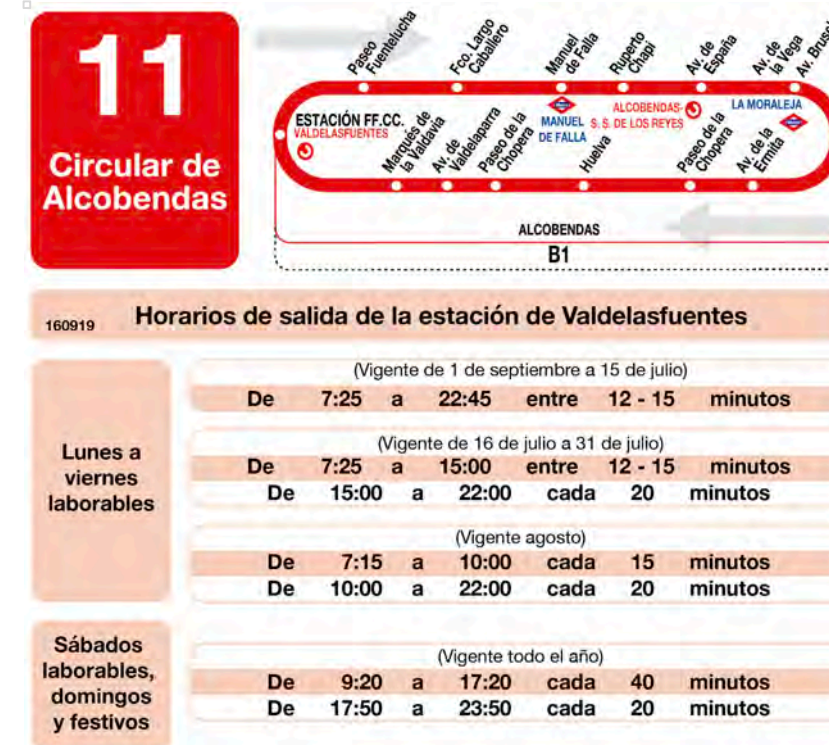 11
Circular de
Alcobendas
Paseo
Fuentelucha
Fco. Largo
Caballero
Manuel
de Falla
Ruperto
Chapí
Av. de
España
Av. de
la Vega
ESTACIÓN FF.CC.
VALDELASFUENTES
MANUEL
DE FALLA
ALCOBENDAS-
S. S. DE LOS REYES
LA MORALEJA
Marqués de
la Valdavia
Av. de
Valdelaparra
Paseo de la
Chopera
Huelva
Paseo de la
Chopera
Av. de la
Ermita
ALCOBENDAS
B1
160919 Horarios de salida de la estación de Valdelasfuentes
Lunes a
viernes
laborables
(Vigente de 1 de septiembre a 15 de julio)
De 7:25 a 22:45 entre 12 - 15 minutos
(Vigente de 16 de julio a 31 de julio)
De 7:25 a 15:00 entre 12 - 15 minutos
De 15:00 a 22:00 cada 20 minutos
(Vigente agosto)
De 7:15 a 10:00 cada 15 minutos
De 10:00 a 22:00 cada 20 minutos
Sábados
laborables,
domingos
y festivos
(Vigente todo el año)
De 9:20 a 17:20 cada 40 minutos
De 17:50 a 23:50 cada 20 minutos